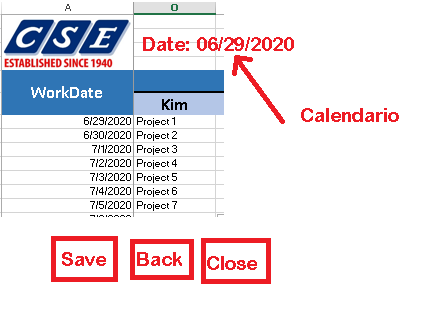 A O
CSE
Date: 06/29/2020
ESTABLISHED SINCE 1940
WorkDate
Kim
Calendario
6/29/2020 Project 1
6/30/2020 Project 2
7/1/2020 Project 3
7/2/2020 Project 4
7/3/2020 Project 5
7/4/2020 Project 6
7/5/2020 Project 7
Save Back Close